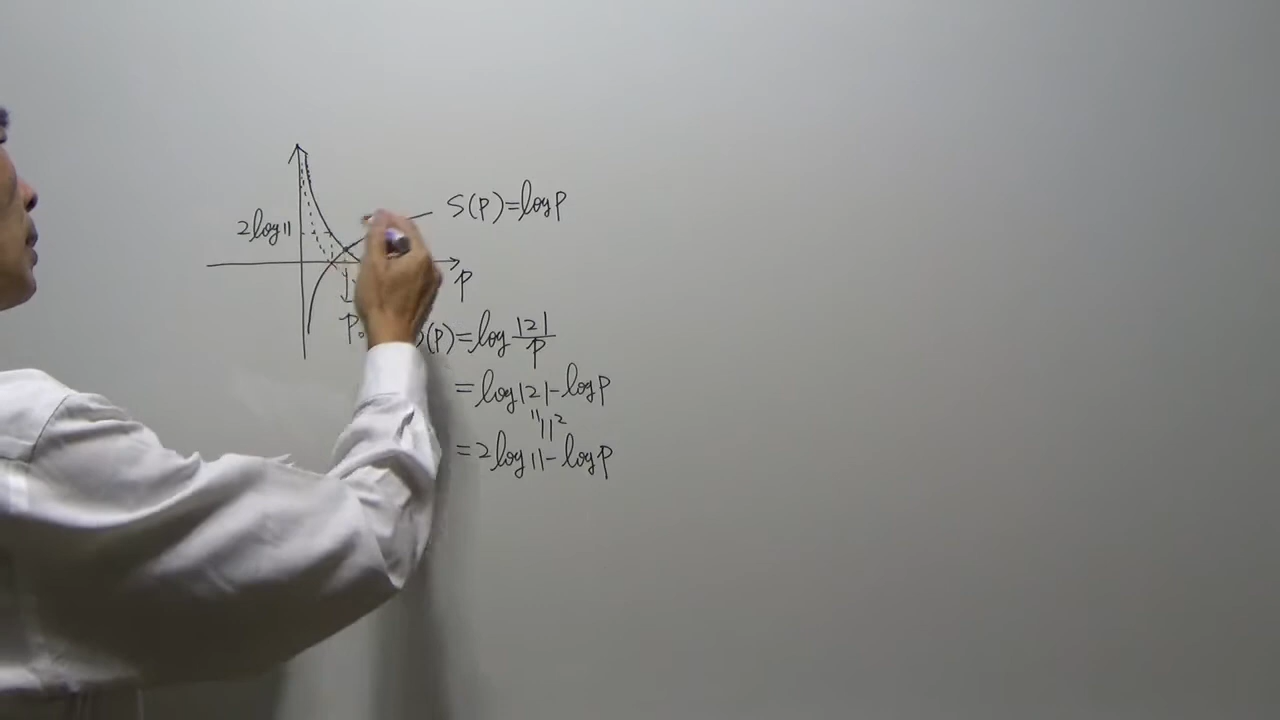 S(p)=log p
2log11
p
P₀
D(p)=log 121/p
=log121-log p
" 11²
=2log11-log p